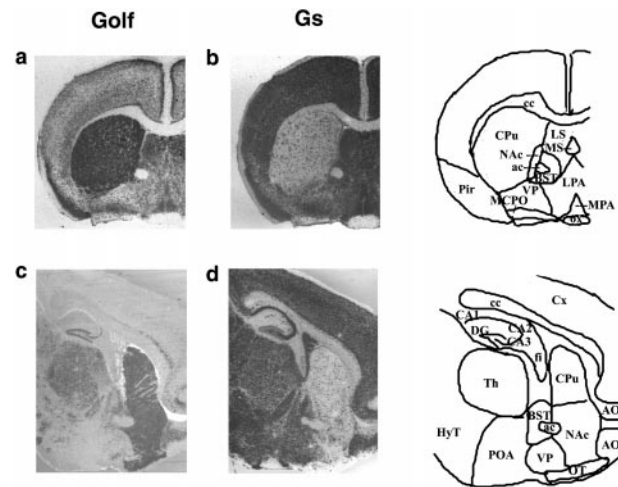 Golf
Gs
a
b
cc
CPu
LS
MS
NAc
ac
BST
LPA
VP
Pir
MCPO
MPA
ox
c
d
cc
Cx
CA1
DG
CA2
CA3
fi
CPu
Th
BST
ac
AO
HyT
NAc
POA
VP
AO
OT